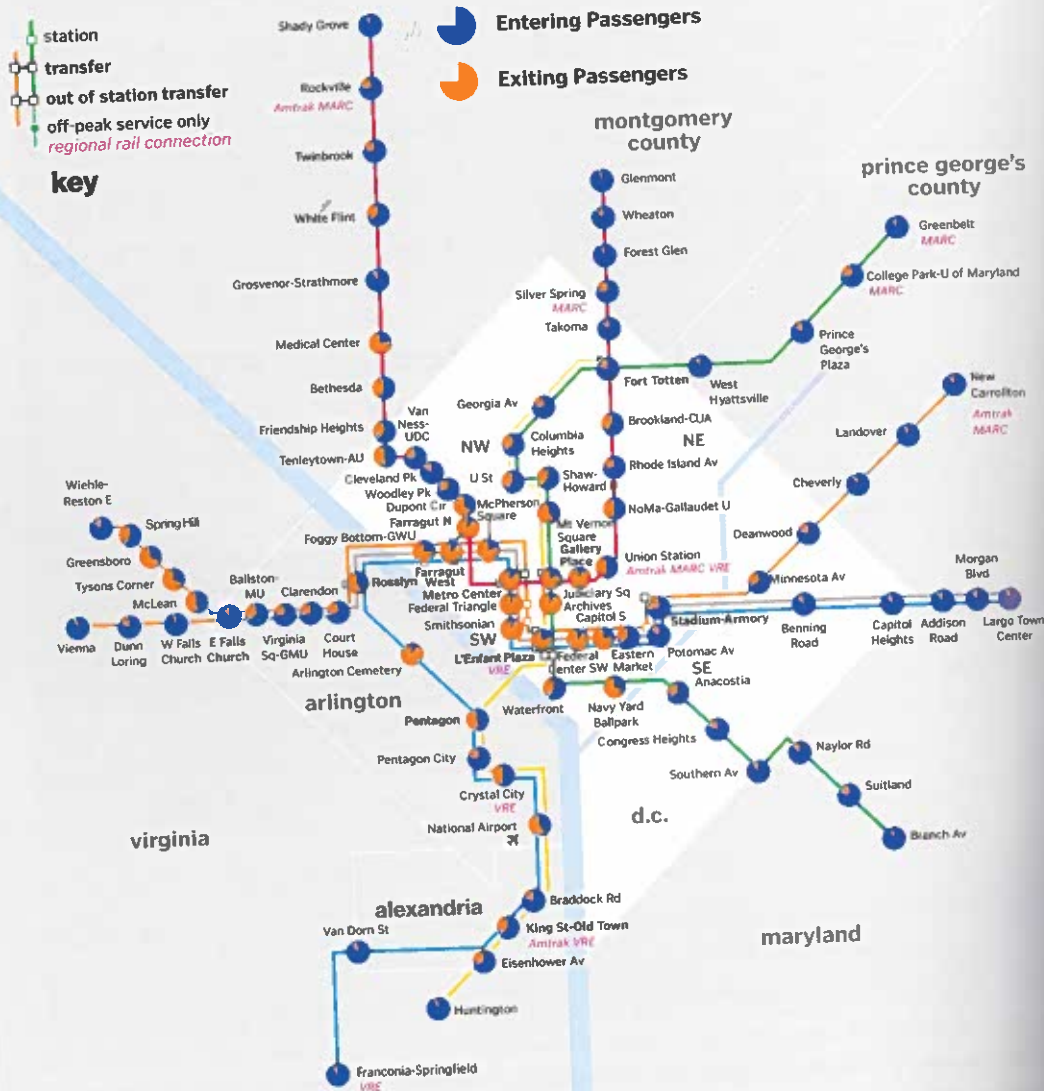 station
transfer
out of station transfer
off-peak service only
regional rail connection
key
Entering Passengers
Exiting Passengers
montgomery
county
prince george's
county
Shady Grove
Rockville
Amtrak MARC
Twinbrook
White Flint
Grosvenor-Strathmore
Medical Center
Bethesda
Friendship Heights
Tenleytown-AU
Van
Ness-
UDC
Cleveland Pk
Woodley Pk
Dupont Cir
Farragut N
Glenmont
Wheaton
Forest Glen
Silver Spring
MARC
Takoma
Fort Totten
Brookland-CUA
NE
Rhode Island Av
NoMa-Gallaudet U
Union Station
Amtrak MARC VRE
Greenbelt
MARC
College Park-U of Maryland
MARC
Prince
George's
Plaza
West
Hyattsville
Georgia Av
Columbia
Heights
NW
U St
Shaw-
Howard
Mt Vernon
Square
Gallery
Place
McPherson
Square
Foggy Bottom-GWU
Farragut
West
Metro Center
Federal Triangle
Smithsonian
SW
L'Enfant Plaza
VRE
Judiciary Sq
Archives
Capitol S
Federal
Center SW
Eastern
Market
Potomac Av
SE
Stadium-Armory
New
Carrollton
Amtrak
MARC
Landover
Cheverly
Deanwood
Minnesota Av
Benning
Road
Capitol
Heights
Addison
Road
Morgan
Blvd
Largo Town
Center
Wiehle-
Reston E
Spring Hill
Greensboro
Tysons Corner
McLean
Vienna
Dunn
Loring
W Falls
Church
E Falls
Church
Ballston-
MU
Virginia
Sq-GMU
Clarendon
Court
House
Rosslyn
Arlington Cemetery
arlington
Pentagon
Pentagon City
Crystal City
VRE
National Airport
Waterfront
Navy Yard
Ballpark
Anacostia
Congress Heights
Southern Av
Naylor Rd
Suitland
Branch Av
d.c.
virginia
maryland
alexandria
Braddock Rd
King St-Old Town
Amtrak VRE
Eisenhower Av
Van Dorn St
Huntington
Franconia-Springfield
VRE